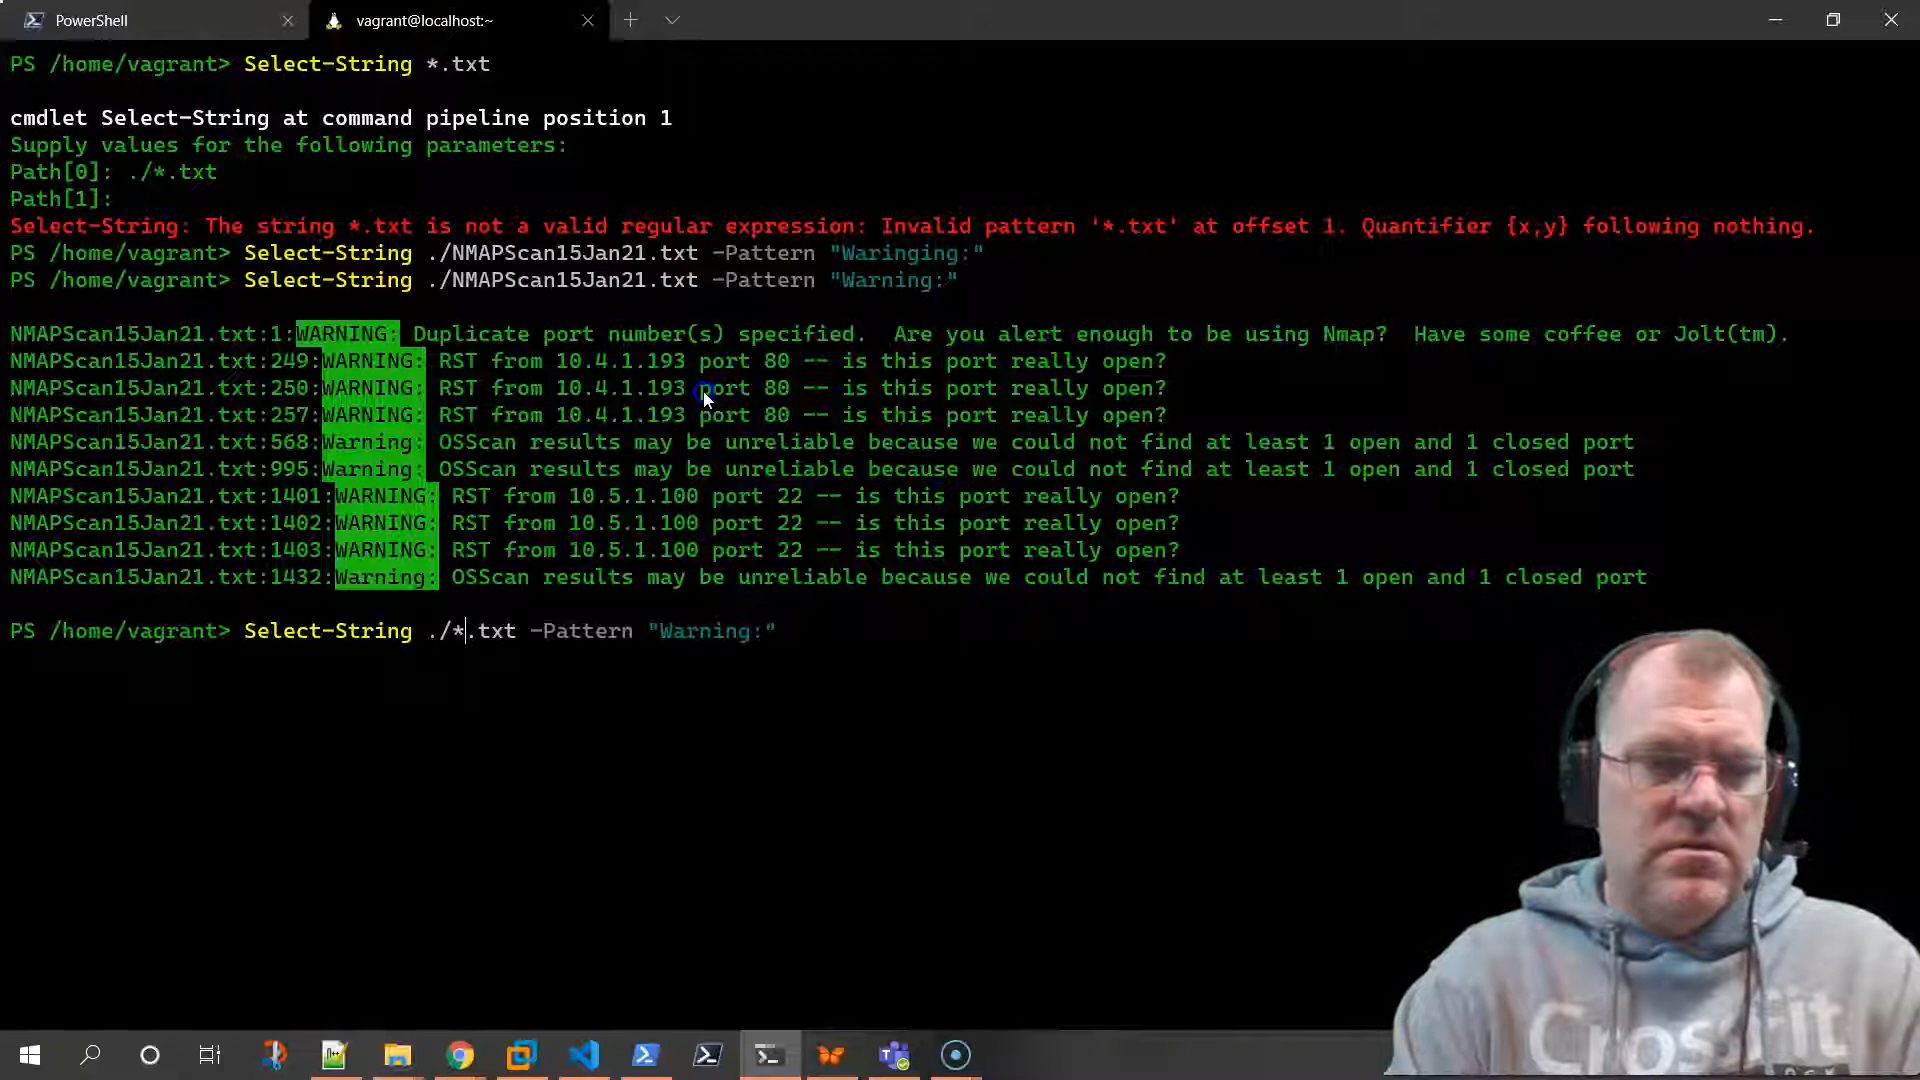 PowerShell
vagrant@localhost:~
PS /home/vagrant> Select-String *.txt
cmdlet Select-String at command pipeline position 1
Supply values for the following parameters:
Path[0]: ./*.txt
Path[1]:
Select-String: The string *.txt is not a valid regular expression: Invalid pattern '*.txt' at offset 1. Quantifier {x,y} following nothing.
PS /home/vagrant> Select-String ./NMAPScan15Jan21.txt -Pattern "Waringing:"
PS /home/vagrant> Select-String ./NMAPScan15Jan21.txt -Pattern "Warning:"
NMAPScan15Jan21.txt:1:WARNING: Duplicate port number(s) specified.  Are you alert enough to be using Nmap?  Have some coffee or Jolt(tm).
NMAPScan15Jan21.txt:249:WARNING: RST from 10.4.1.193 port 80 -- is this port really open?
NMAPScan15Jan21.txt:250:WARNING: RST from 10.4.1.193 port 80 -- is this port really open?
NMAPScan15Jan21.txt:257:WARNING: RST from 10.4.1.193 port 80 -- is this port really open?
NMAPScan15Jan21.txt:568:Warning: OSScan results may be unreliable because we could not find at least 1 open and 1 closed port
NMAPScan15Jan21.txt:995:Warning: OSScan results may be unreliable because we could not find at least 1 open and 1 closed port
NMAPScan15Jan21.txt:1401:WARNING: RST from 10.5.1.100 port 22 -- is this port really open?
NMAPScan15Jan21.txt:1402:WARNING: RST from 10.5.1.100 port 22 -- is this port really open?
NMAPScan15Jan21.txt:1403:WARNING: RST from 10.5.1.100 port 22 -- is this port really open?
NMAPScan15Jan21.txt:1432:Warning: OSScan results may be unreliable because we could not find at least 1 open and 1 closed port
PS /home/vagrant> Select-String ./*.txt -Pattern "Warning:"
CrossFit